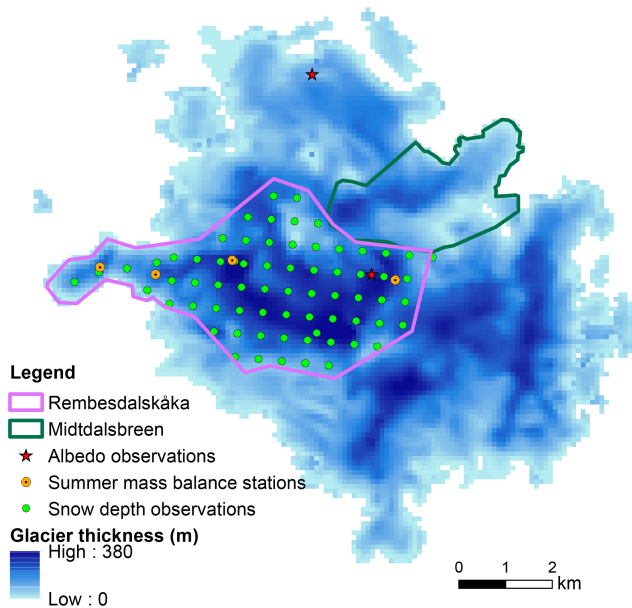 Legend
Rembesdalskåka
Midtdalsbreen
Albedo observations
Summer mass balance stations
Snow depth observations
Glacier thickness (m)
High : 380
Low : 0
0 1 2
km